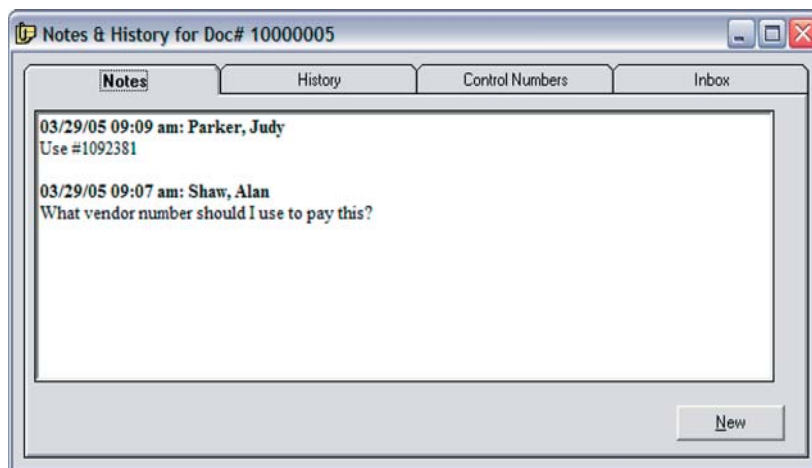 Notes & History for Doc# 10000005
Notes
History
Control Numbers
Inbox
03/29/05 09:09 am: Parker, Judy
Use #1092381
03/29/05 09:07 am: Shaw, Alan
What vendor number should I use to pay this?
New